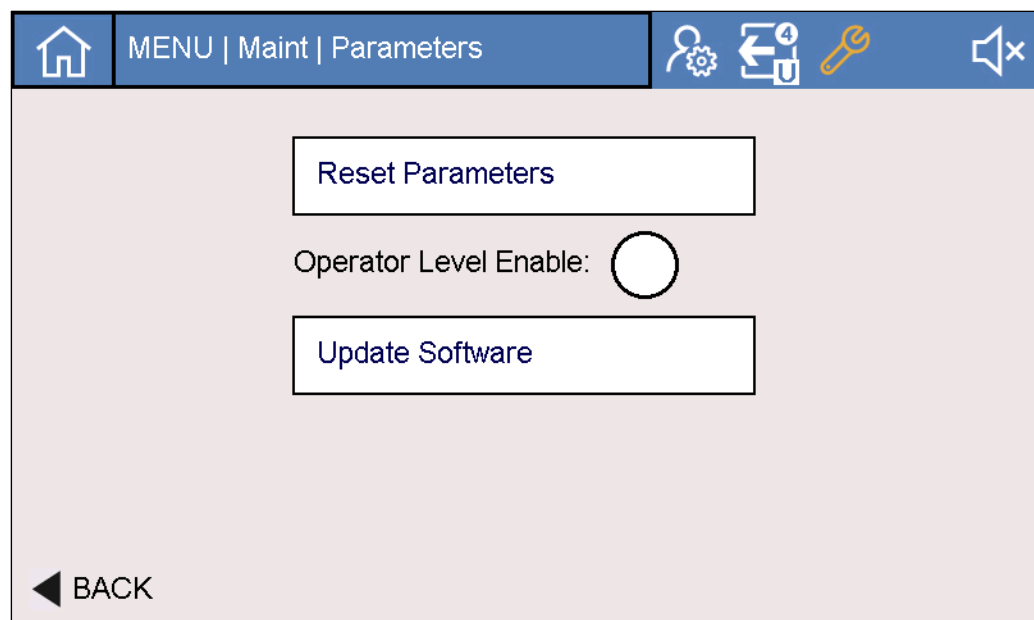 MENU | Maint | Parameters
4
U
Reset Parameters
Operator Level Enable:
Update Software
BACK